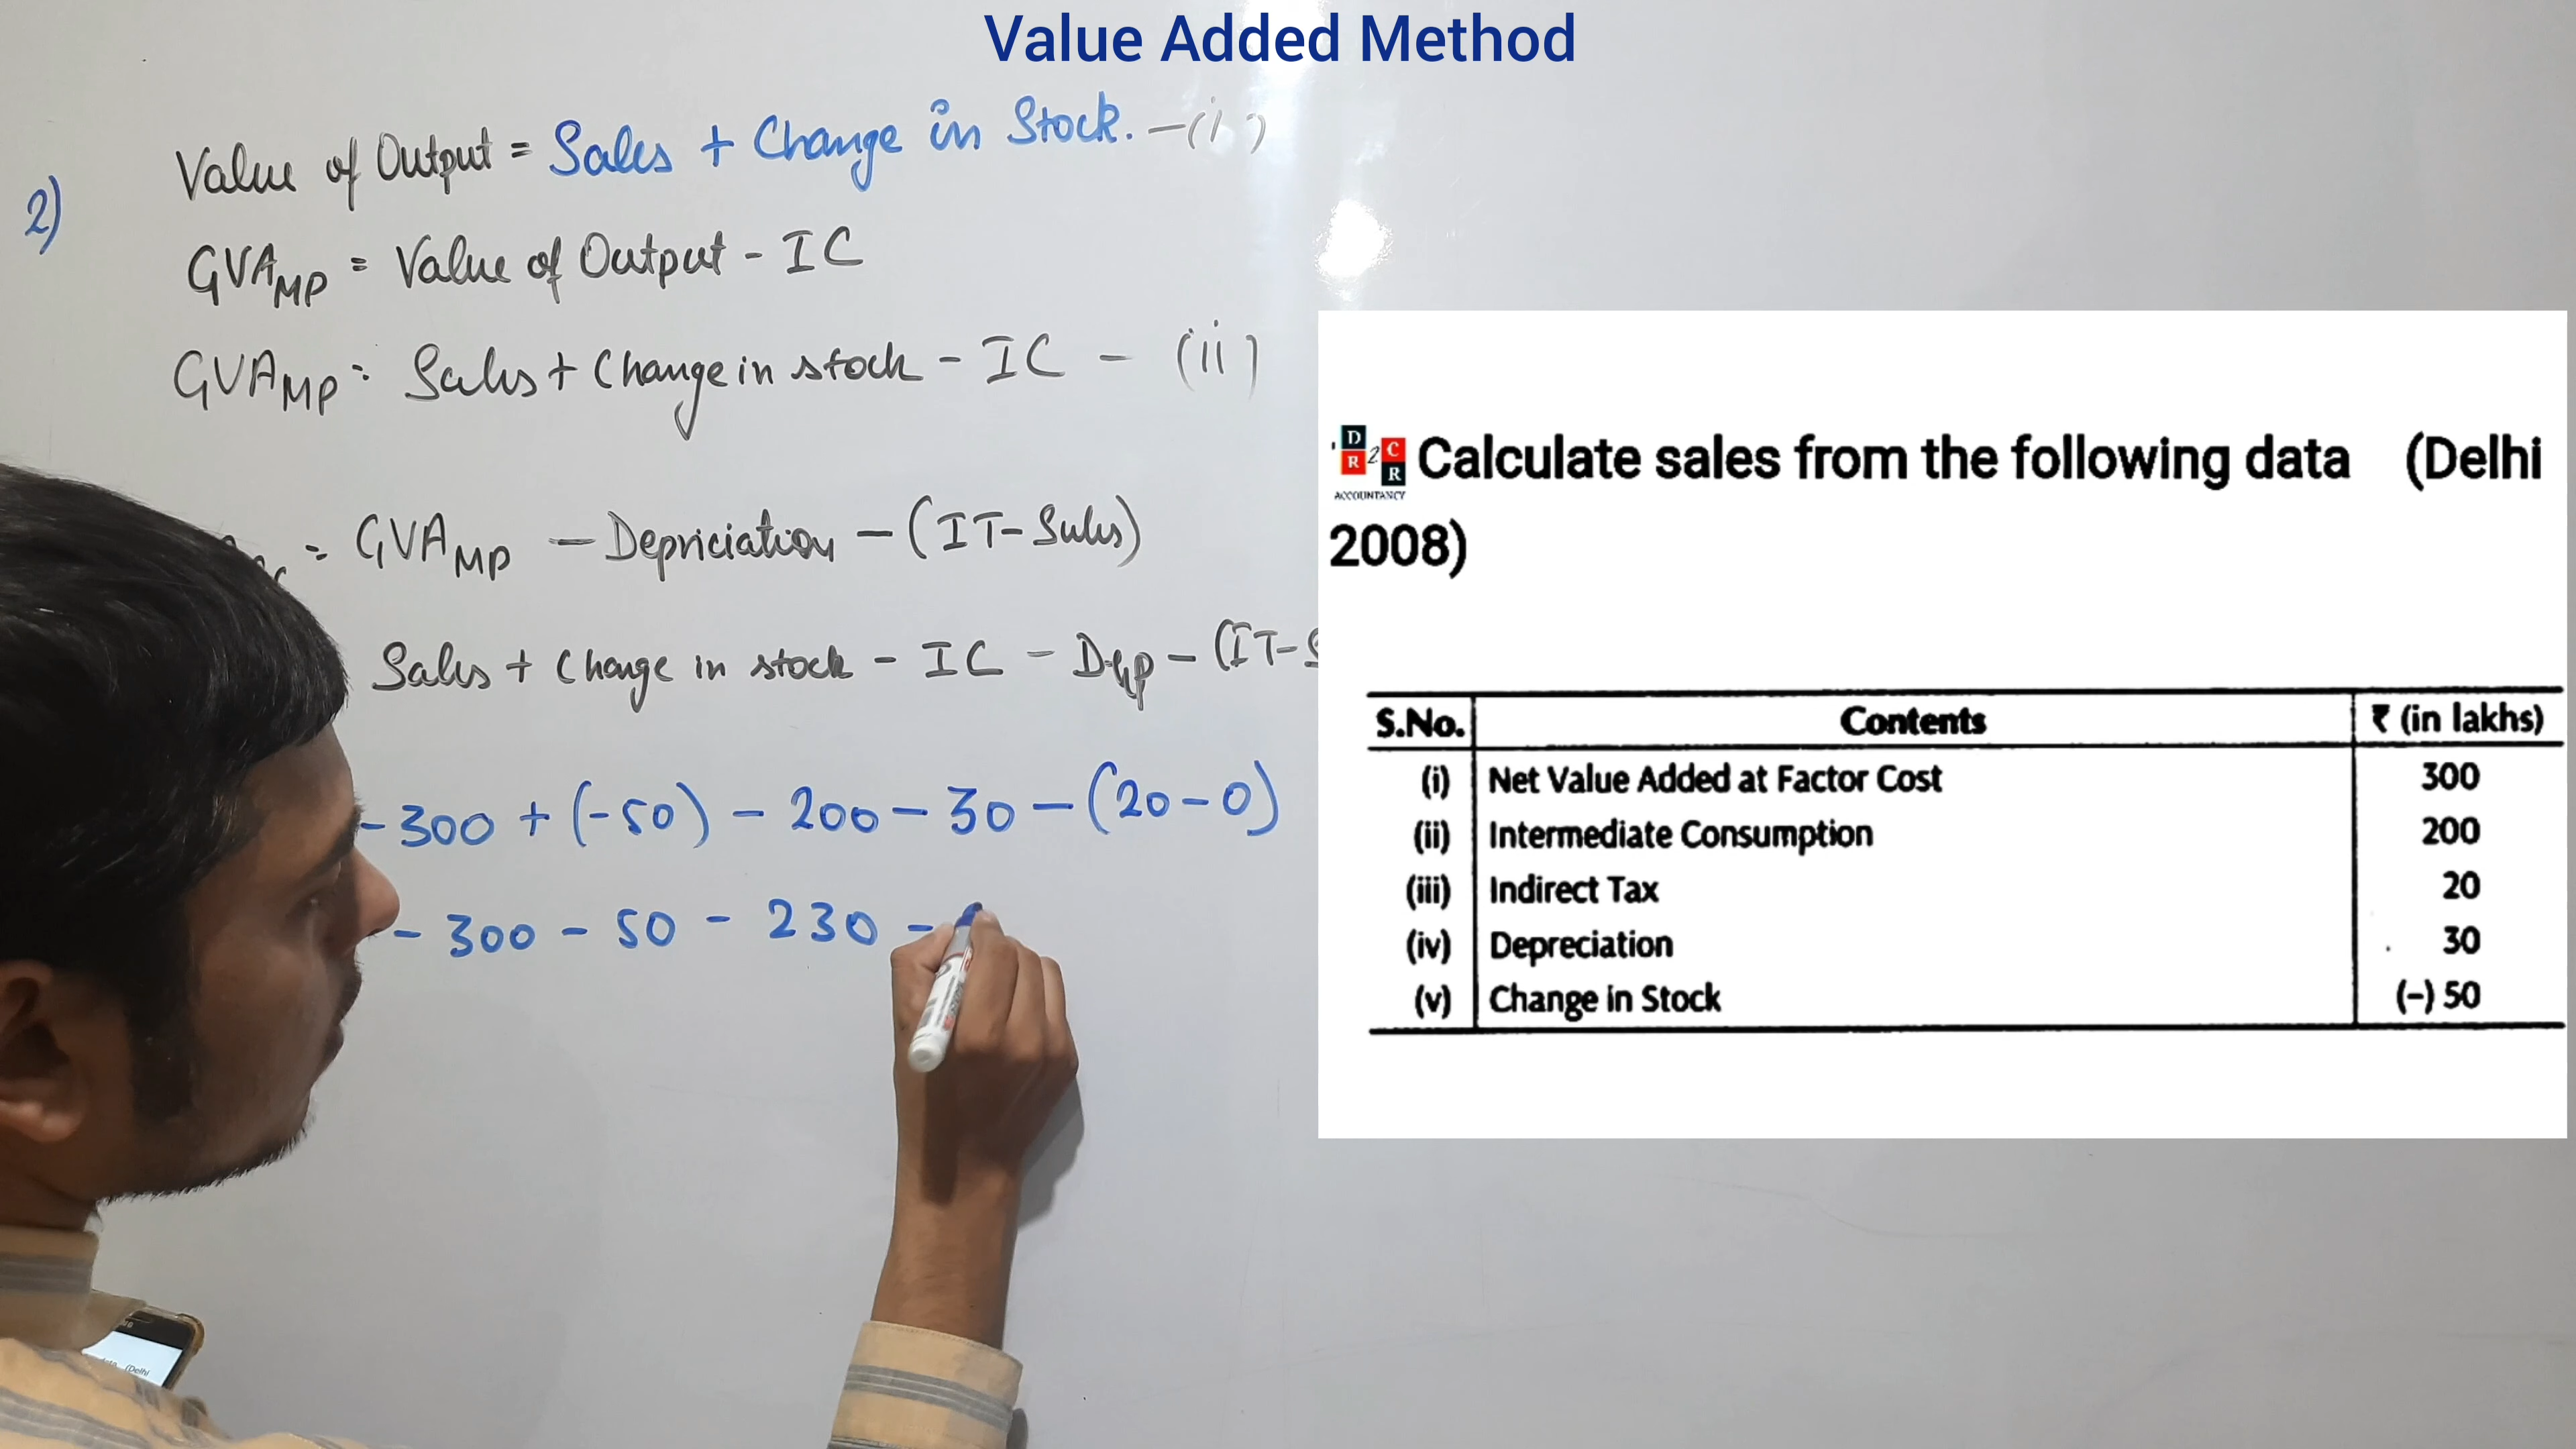 Value Added Method
2)
Value of Output = Sales + Change in Stock. -(i)
GVAMP = Value of Output - IC
GVAMP = Sales + Change in stock - IC - (ii)
= GVAMP - Depriciation - (IT-Subs)
Sales + Change in stock - IC - Dep - (IT-S
- 300 + (-50) - 200 - 30 - (20 - 0)
- 300 - 50 - 230 -
D R 2 C R
ACCOUNTANCY
Calculate sales from the following data (Delhi
2008)
S.No. Contents ₹ (in lakhs)
(i) Net Value Added at Factor Cost 300
(ii) Intermediate Consumption 200
(iii) Indirect Tax 20
(iv) Depreciation 30
(v) Change in Stock (–) 50
(Delhi